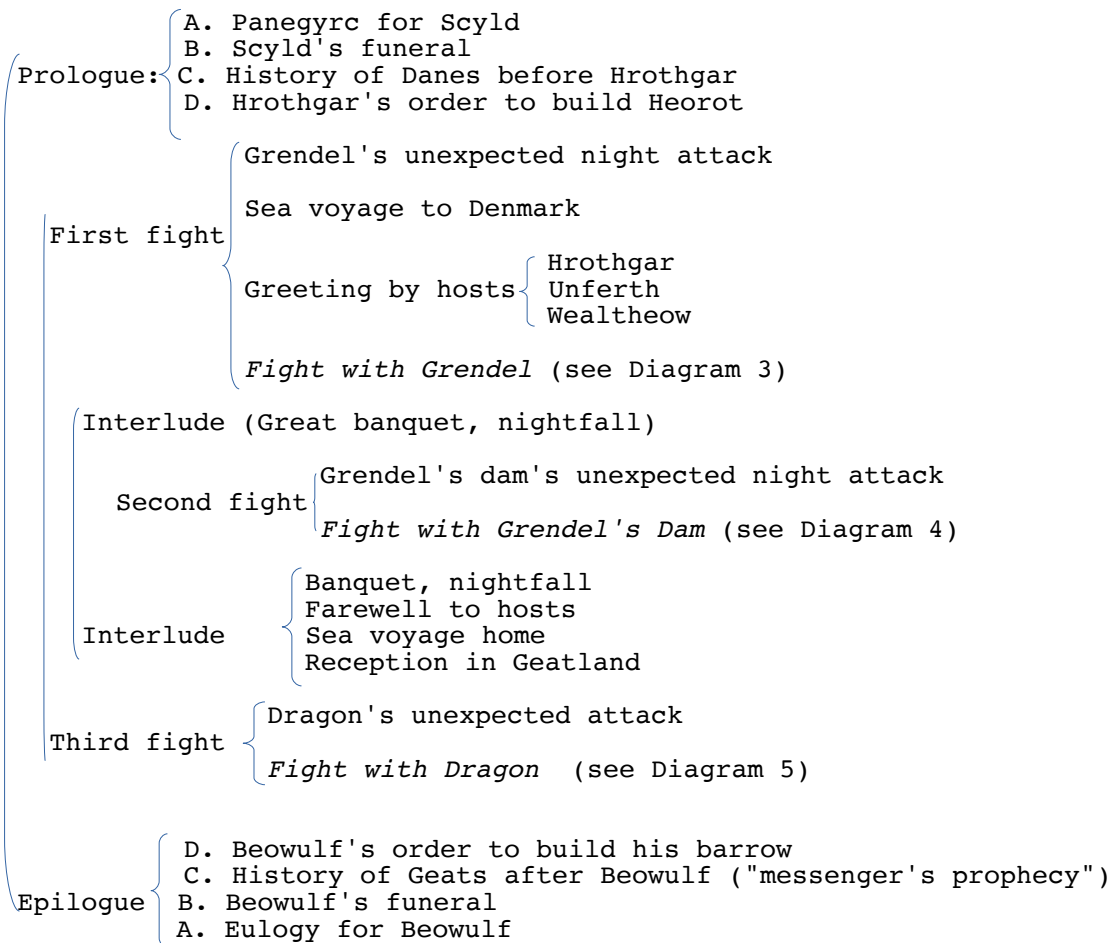 A. Panegyrc for Scyld
B. Scyld's funeral
Prologue: C. History of Danes before Hrothgar
D. Hrothgar's order to build Heorot
Grendel's unexpected night attack
Sea voyage to Denmark
First fight
Hrothgar
Greeting by hosts Unferth
Wealtheow
Fight with Grendel (see Diagram 3)
Interlude (Great banquet, nightfall)
Grendel's dam's unexpected night attack
Second fight
Fight with Grendel's Dam (see Diagram 4)
Banquet, nightfall
Farewell to hosts
Interlude Sea voyage home
Reception in Geatland
Dragon's unexpected attack
Third fight
Fight with Dragon (see Diagram 5)
D. Beowulf's order to build his barrow
C. History of Geats after Beowulf ("messenger's prophecy")
Epilogue B. Beowulf's funeral
A. Eulogy for Beowulf